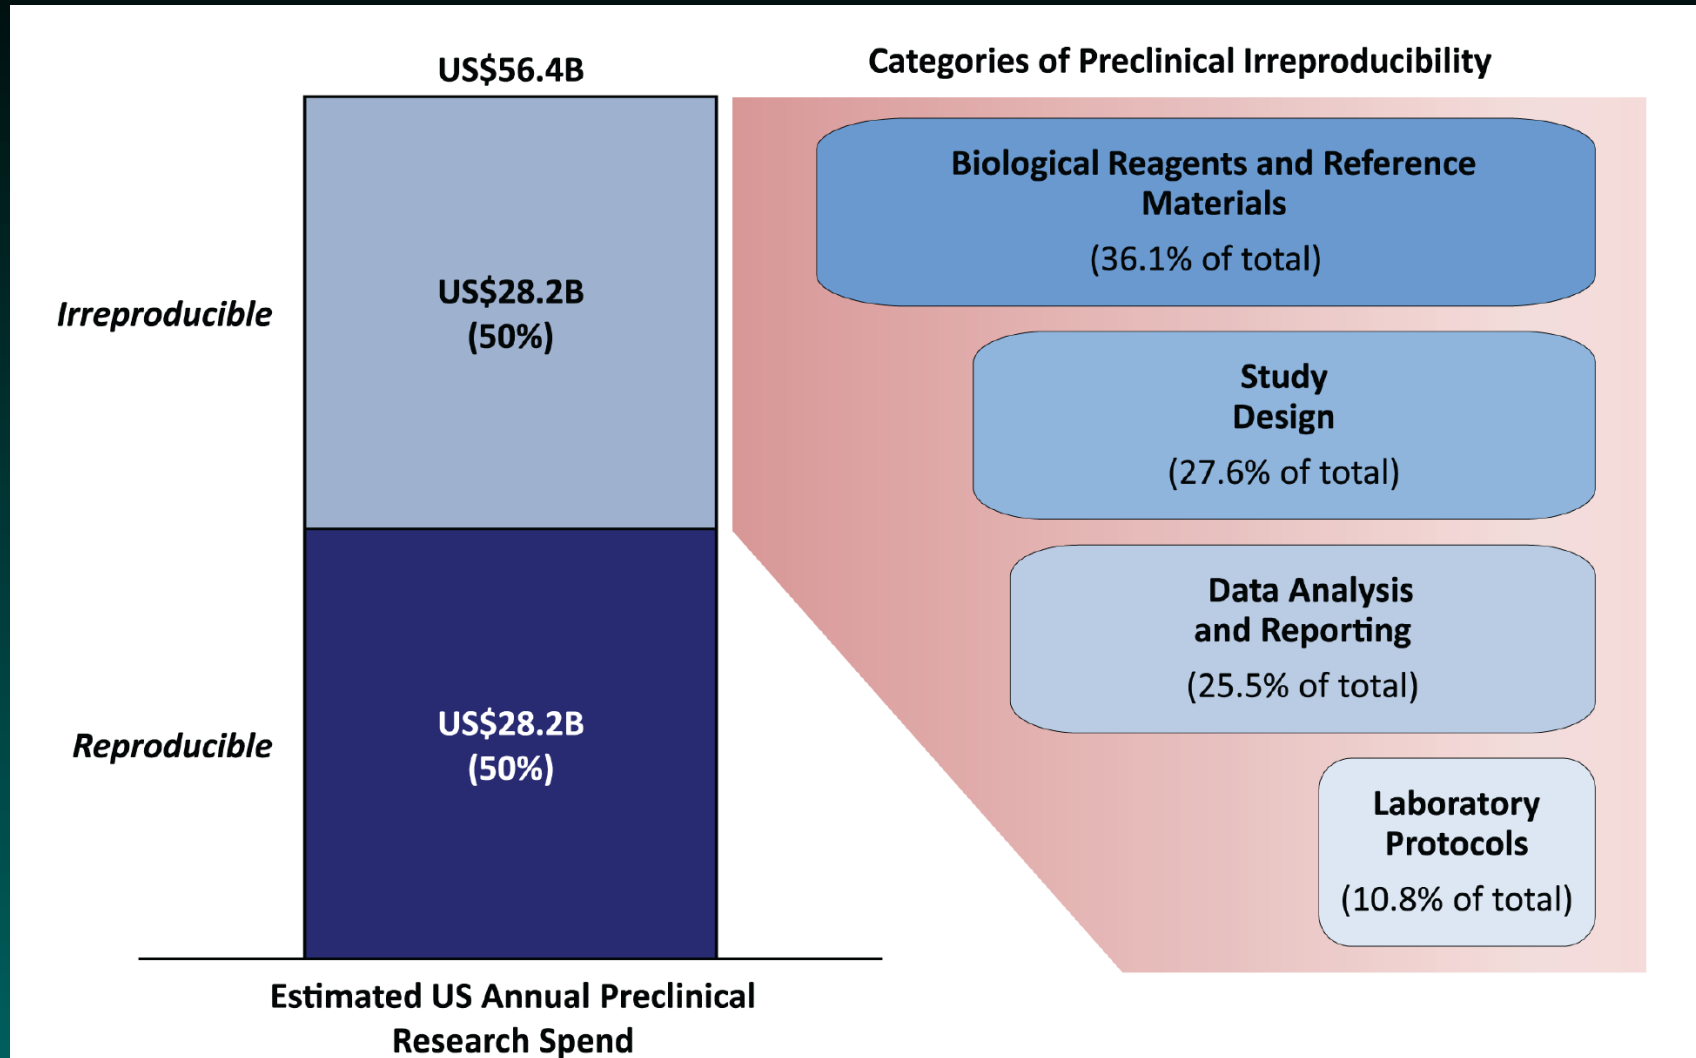 US$56.4B
Irreproducible
US$28.2B
(50%)
Reproducible
US$28.2B
(50%)
Estimated US Annual Preclinical
Research Spend
Categories of Preclinical Irreproducibility
Biological Reagents and Reference
Materials
(36.1% of total)
Study
Design
(27.6% of total)
Data Analysis
and Reporting
(25.5% of total)
Laboratory
Protocols
(10.8% of total)